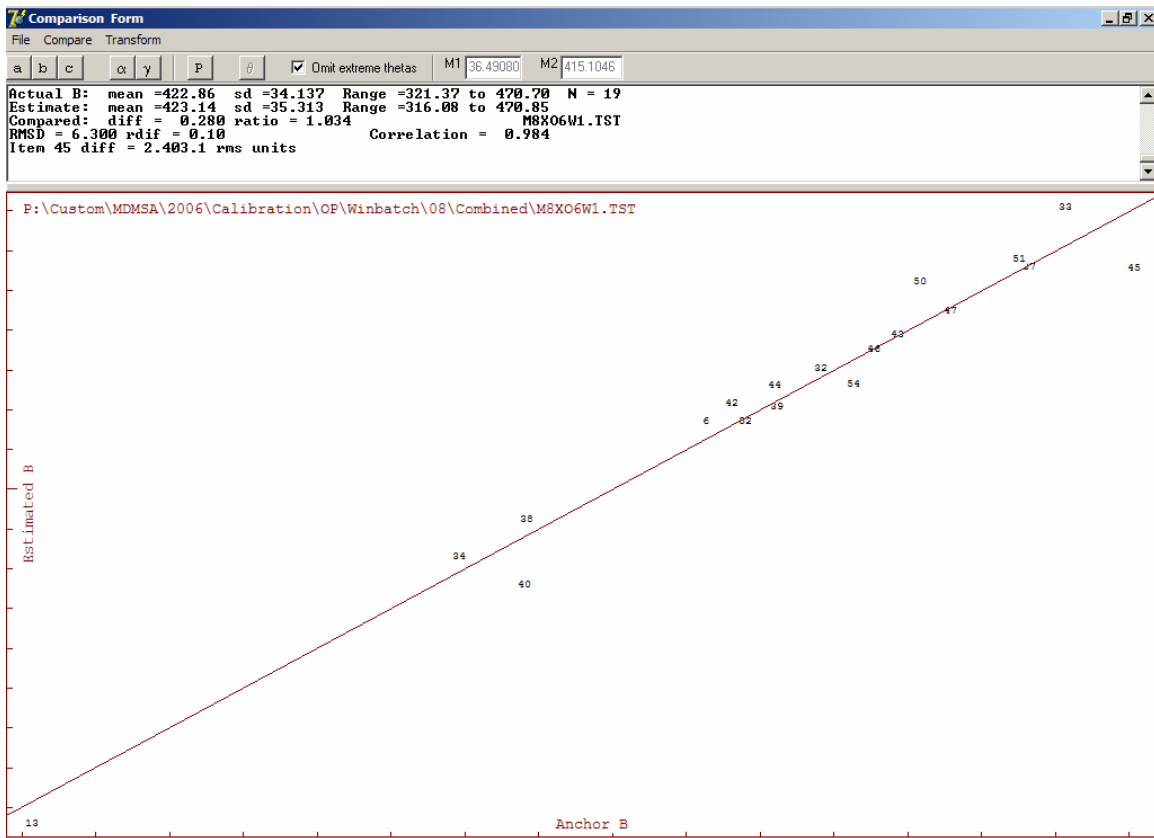 Comparison Form
File Compare Transform
a b c α γ P θ Omit extreme thetas M1 36.49080 M2 415.1046
Actual B: mean =422.86 sd =34.137 Range =321.37 to 470.70 N = 19
Estimate: mean =423.14 sd =35.313 Range =316.08 to 470.85
Compared: diff = 0.280 ratio = 1.034 M8XO6W1.TST
RMSD = 6.300 rdif = 0.10 Correlation = 0.984
Item 45 diff = 2.403.1 rms units
P:\Custom\MDMSA\2006\Calibration\OP\Winbatch\08\Combined\M8XO6W1.TST
33
51
45
50
47
43
46
32
44
54
42
39
6
38
34
40
Estimated B
13
Anchor B